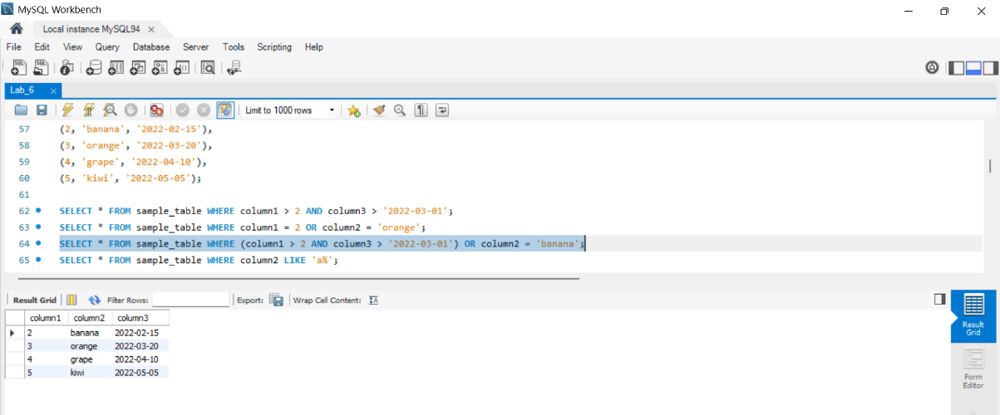 MySQL Workbench
Local instance MySQL94
File Edit View Query Database Server Tools Scripting Help
Lab_6
Limit to 1000 rows
57 (2, 'banana', '2022-02-15'),
58 (3, 'orange', '2022-03-20'),
59 (4, 'grape', '2022-04-10'),
60 (5, 'kiwi', '2022-05-05');
61
62 SELECT * FROM sample_table WHERE column1 > 2 AND column3 > '2022-03-01';
63 SELECT * FROM sample_table WHERE column1 = 2 OR column2 = 'orange';
64 SELECT * FROM sample_table WHERE (column1 > 2 AND column3 > '2022-03-01') OR column2 = 'banana';
65 SELECT * FROM sample_table WHERE column2 LIKE 'a%';
Result Grid Filter Rows: Export: Wrap Cell Content:
column1 column2 column3
2 banana 2022-02-15
3 orange 2022-03-20
4 grape 2022-04-10
5 kiwi 2022-05-05
Result
Grid
Form
Editor